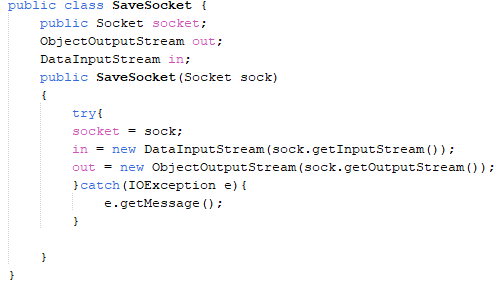 public class SaveSocket {
    public Socket socket;
    ObjectOutputStream out;
    DataInputStream in;
    public SaveSocket(Socket sock)
    {
        try{
        socket = sock;
        in = new DataInputStream(sock.getInputStream());
        out = new ObjectOutputStream(sock.getOutputStream());
        }catch(IOException e){
            e.getMessage();
        }
    }
}